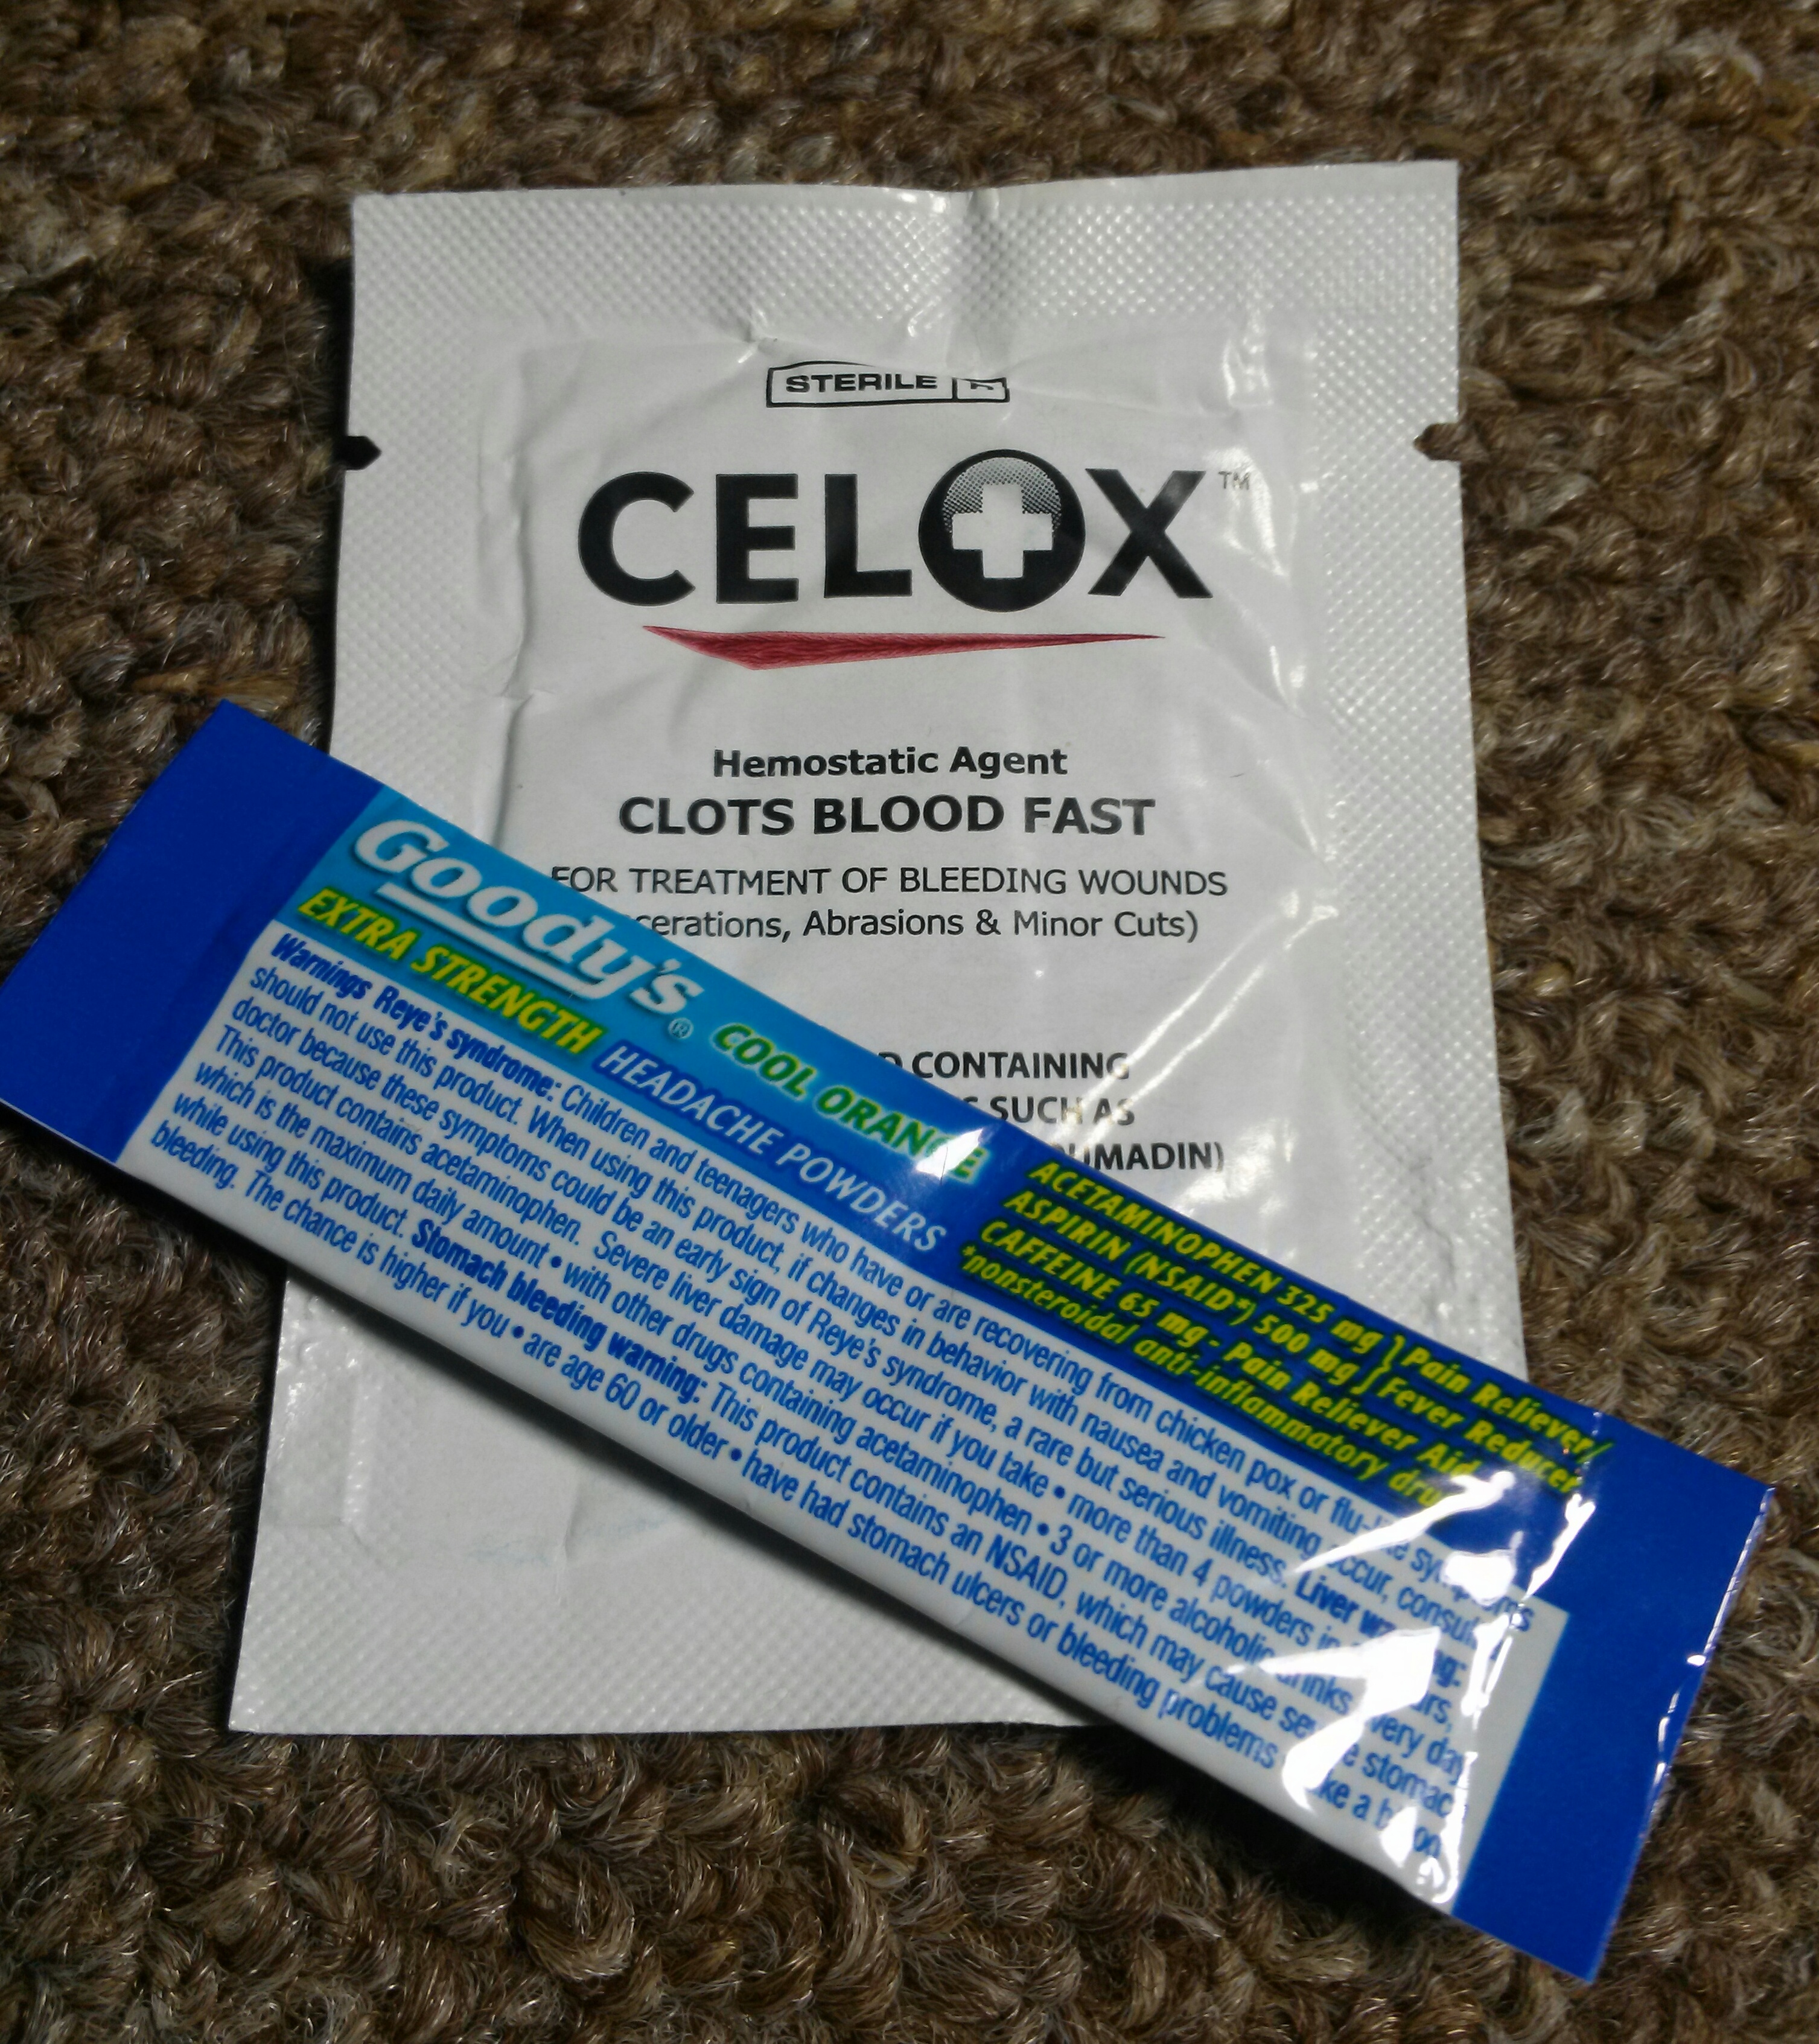 STERILE R
CELOX™
Hemostatic Agent
CLOTS BLOOD FAST
FOR TREATMENT OF BLEEDING WOUNDS
cerations, Abrasions & Minor Cuts)
CONTAINING
SUCH AS
UMADIN)
Goody's® COOL ORANGE
EXTRA STRENGTH HEADACHE POWDERS
ACETAMINOPHEN 325 mg } Pain Reliever/
ASPIRIN (NSAID*) 500 mg } Fever Reducer
CAFFEINE 65 mg - Pain Reliever Aid
*nonsteroidal anti-inflammatory dru
Warnings Reye's syndrome: Children and teenagers who have or are recovering from chicken pox or flu-like symptoms
should not use this product. When using this product, if changes in behavior with nausea and vomiting occur, consult
doctor because these symptoms could be an early sign of Reye's syndrome, a rare but serious illness. Liver warning:
This product contains acetaminophen. Severe liver damage may occur if you take • more than 4 powders in urs,
which is the maximum daily amount • with other drugs containing acetaminophen • 3 or more alcoholic drinks every day
while using this product. Stomach bleeding warning: This product contains an NSAID, which may cause severe stomach
bleeding. The chance is higher if you • are age 60 or older • have had stomach ulcers or bleeding problems take a b